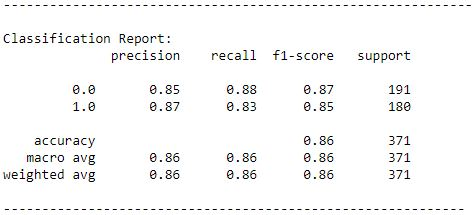 --------------------------------------------------------------
Classification Report:
              precision    recall  f1-score   support

         0.0       0.85      0.88      0.87       191
         1.0       0.87      0.83      0.85       180

    accuracy                           0.86       371
   macro avg       0.86      0.86      0.86       371
weighted avg       0.86      0.86      0.86       371

--------------------------------------------------------------